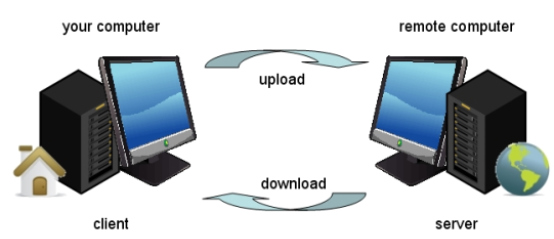 your computer
remote computer
upload
download
client
server